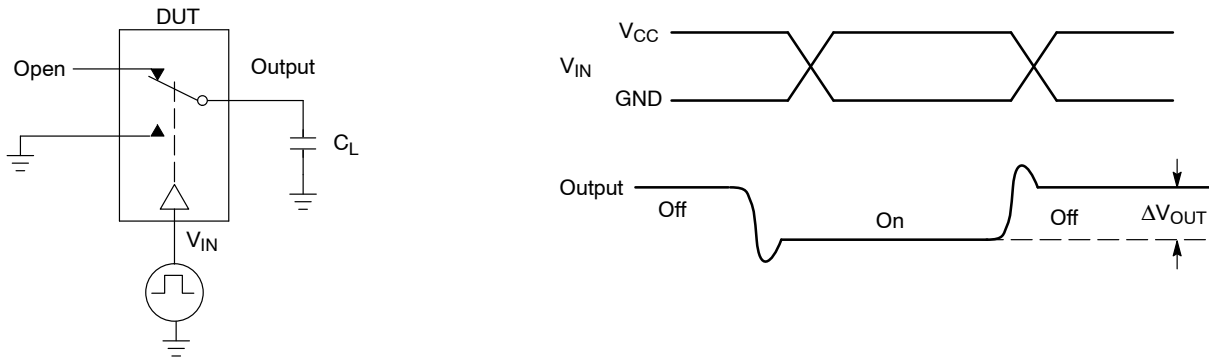 DUT
Open
Output
C_L
V_IN
V_CC
V_IN
GND
Output
Off
On
Off
ΔV_OUT